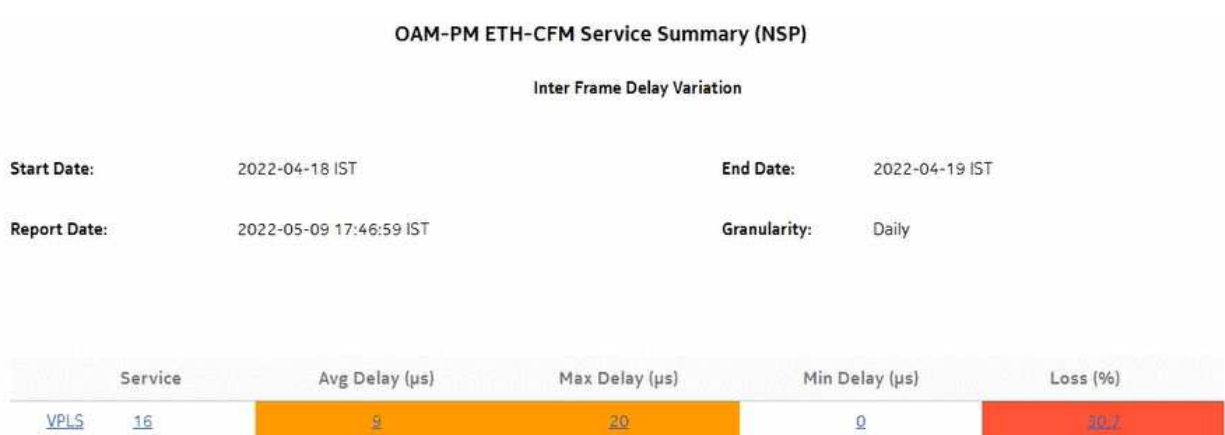 OAM-PM ETH-CFM Service Summary (NSP)
Inter Frame Delay Variation
Start Date: 2022-04-18 IST End Date: 2022-04-19 IST
Report Date: 2022-05-09 17:46:59 IST Granularity: Daily
Service Avg Delay (µs) Max Delay (µs) Min Delay (µs) Loss (%)
VPLS 16 9 20 0 30.7